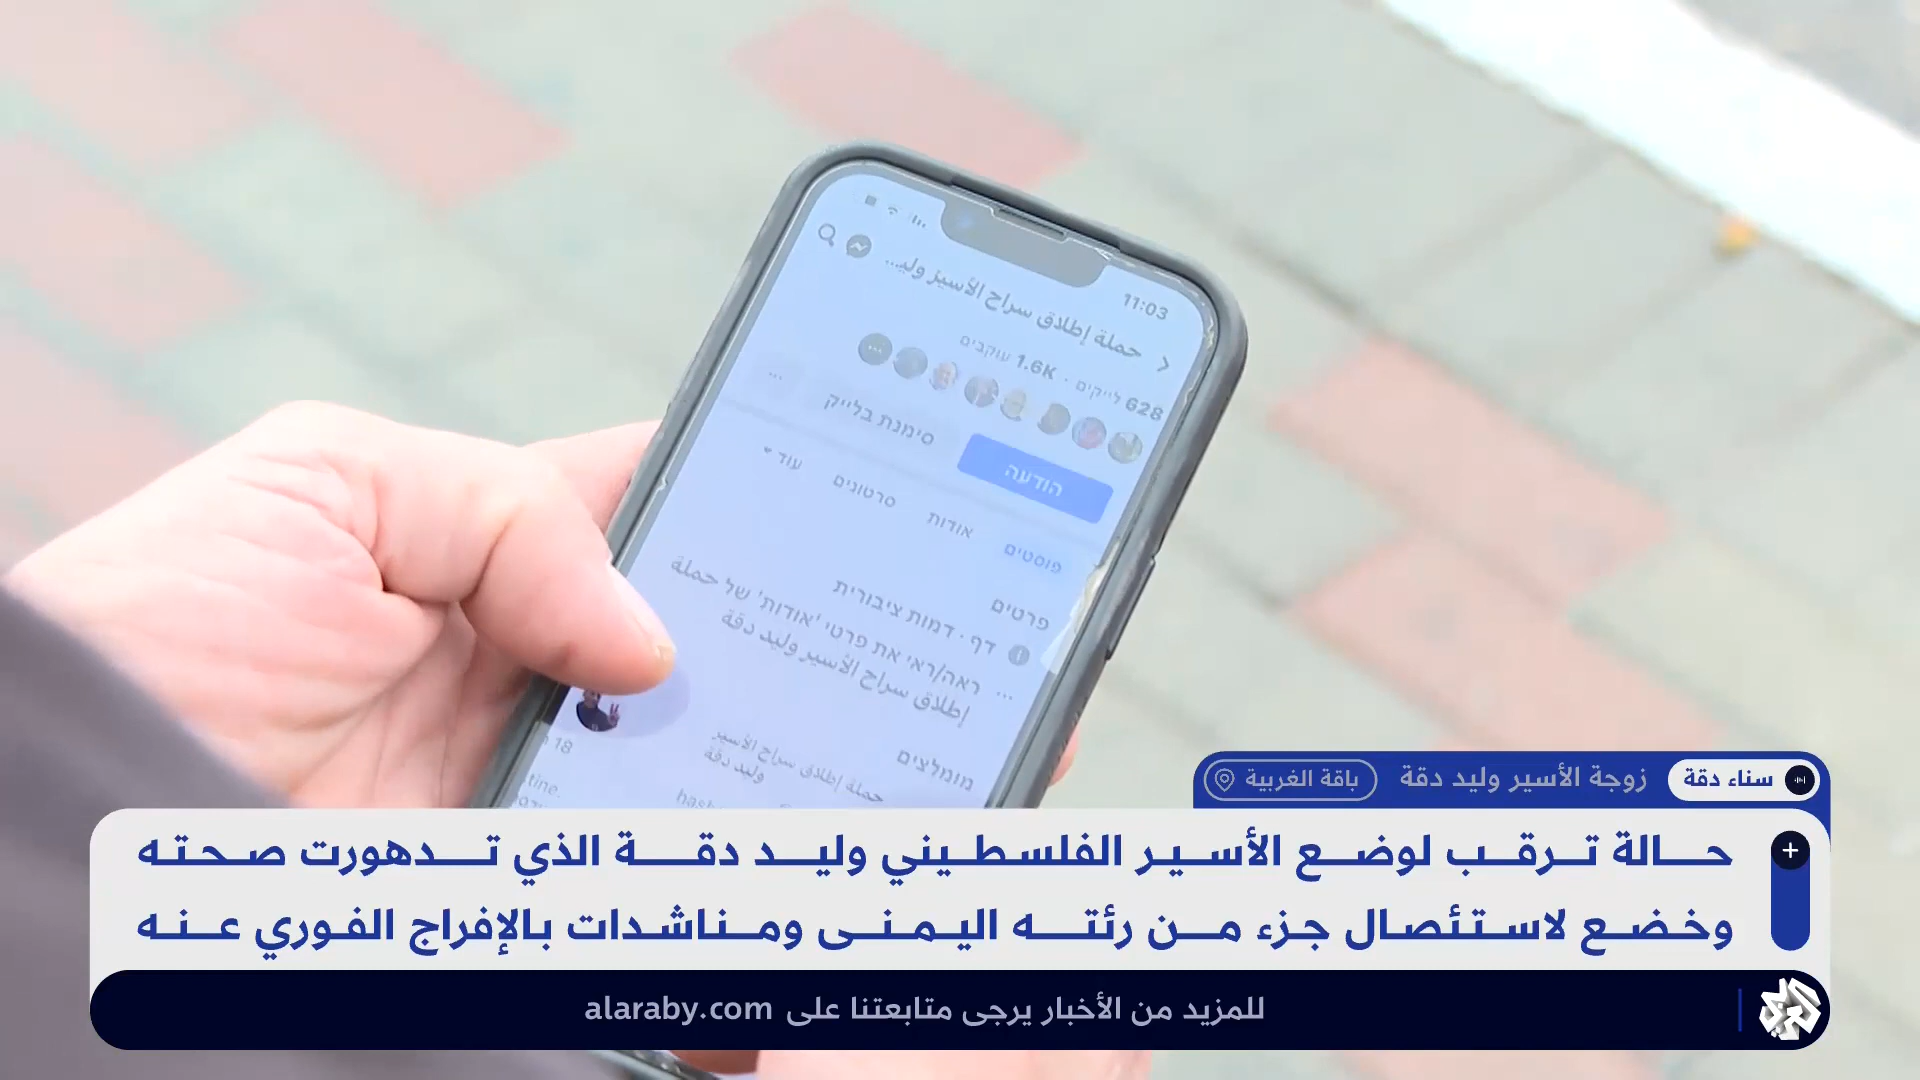 11:03
حملة إطلاق سراح الأسير وليـ...
628 לייקים · 1.6K עוקבים
הודעה
סימנת בלייק
פוסטים
אודות
סרטונים
עוד
פרטים
דף · דמות ציבורית
ראה/ראי את פרטי 'אודות' של حملة
إطلاق سراح الأسير وليد دقة
מומלצים
حملة إطلاق سراح الأسير
وليد دقة
18
سناء دقة
زوجة الأسير وليد دقة
باقة الغربية
حالة ترقب لوضع الأسير الفلسطيني وليد دقة الذي تدهورت صحته
وخضع لاستئصال جزء من رئته اليمنى ومناشدات بالإفراج الفوري عنه
للمزيد من الأخبار يرجى متابعتنا على alaraby.com